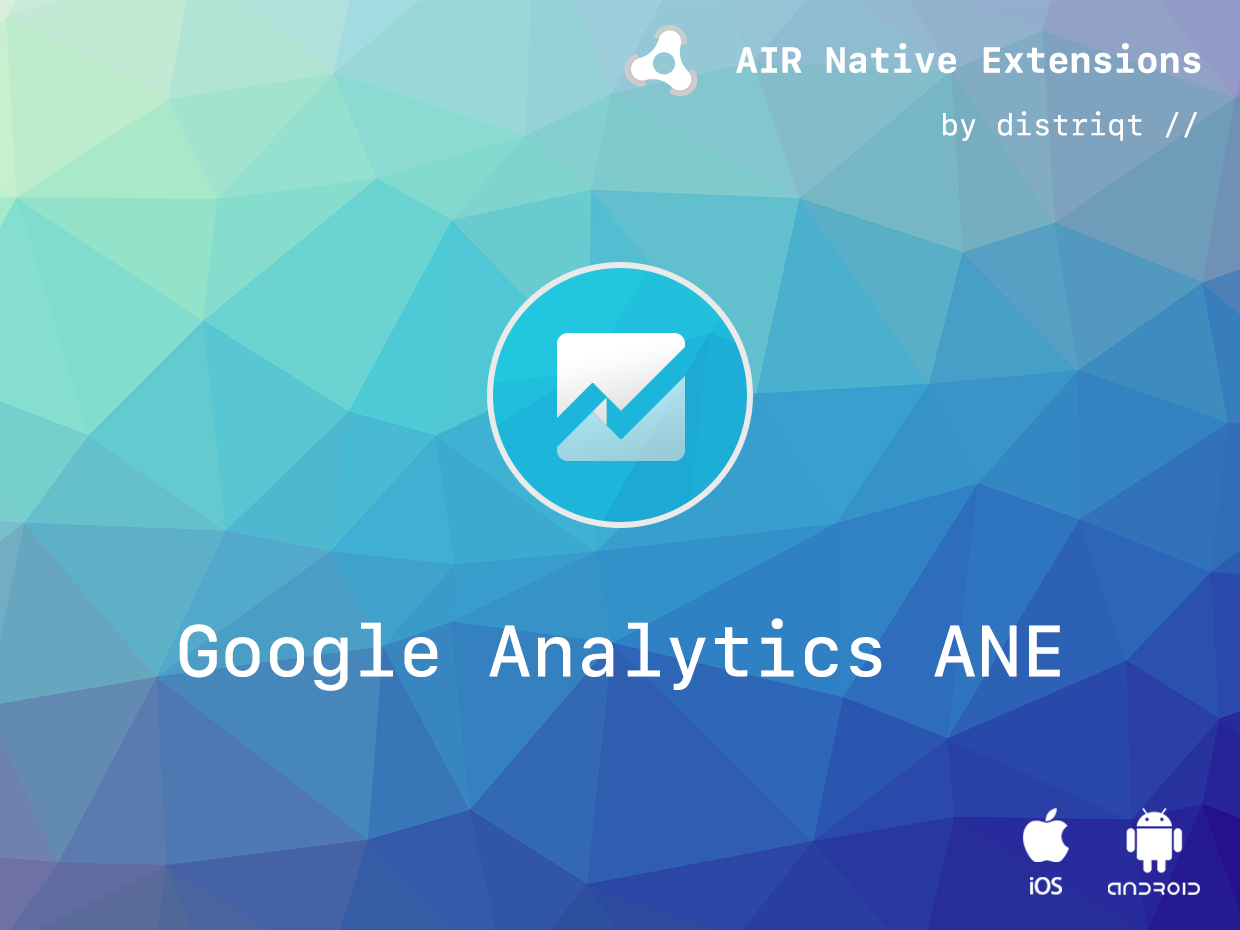 AIR Native Extensions
by distriqt //
Google Analytics ANE
iOS
ANDROID